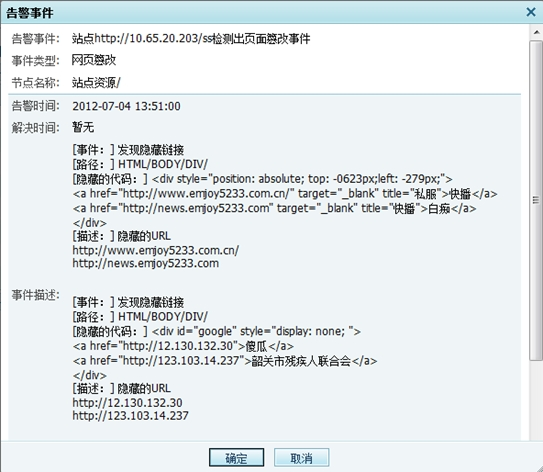 告警事件
告警事件: 站点http://10.65.20.203/ss检测出页面篡改事件
事件类型: 网页篡改
节点名称: 站点资源/
告警时间: 2012-07-04 13:51:00
解决时间: 暂无
[事件：] 发现隐藏链接
[路径：] HTML/BODY/DIV/
[隐藏的代码：] <div style="position: absolute; top: -0623px;left: -279px;">
<a href="http://www.emjoy5233.com.cn/" target="_blank" title="私服">快播</a>
<a href="http://news.emjoy5233.com" target="_blank" title="快播">白痴</a>
</div>
[描述：] 隐藏的URL
http://www.emjoy5233.com.cn/
http://news.emjoy5233.com
事件描述:
[事件：] 发现隐藏链接
[路径：] HTML/BODY/DIV/
[隐藏的代码：] <div id="google" style="display: none; ">
<a href="http://12.130.132.30">傻瓜</a>
<a href="http://123.103.14.237">韶关市残疾人联合会</a>
</div>
[描述：] 隐藏的URL
http://12.130.132.30
http://123.103.14.237
确定 取消